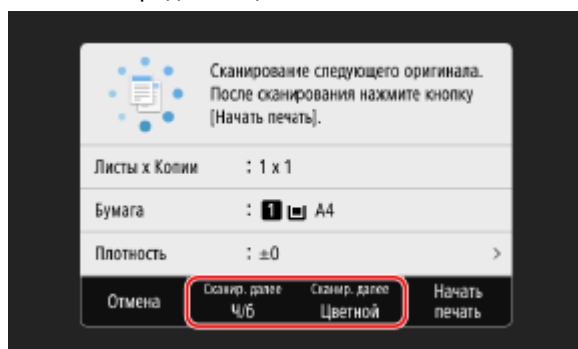 Сканирование следующего оригинала.
После сканирования нажмите кнопку
[Начать печать].
Листы x Копии : 1 x 1
Бумага : 1 A4
Плотность : ±0
Отмена
Сканир. далее
Ч/б
Сканир. далее
Цветной
Начать
печать